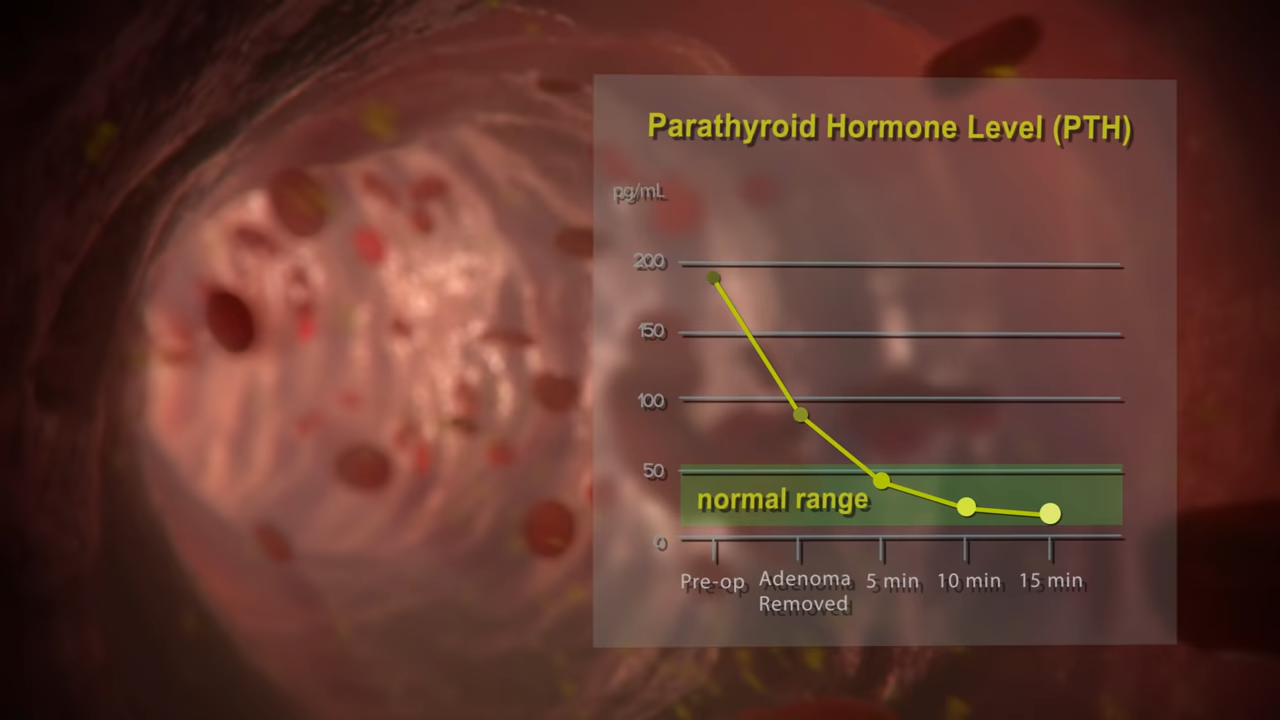 Parathyroid Hormone Level (PTH)
pg/mL
200
150
100
50
normal range
0
Pre-op
Adenoma
Removed
5 min
10 min
15 min